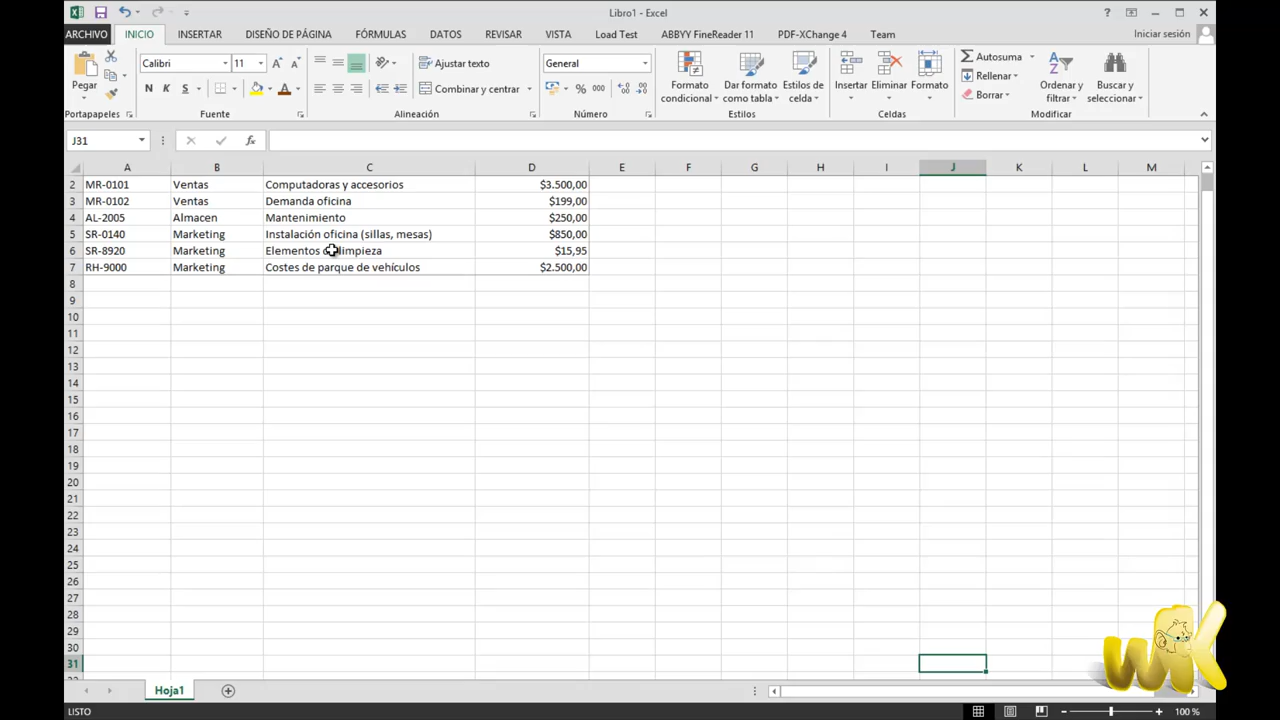 Libro1 - Excel
?
ARCHIVO INICIO INSERTAR DISEÑO DE PÁGINA FÓRMULAS DATOS REVISAR VISTA Load Test ABBYY FineReader 11 PDF-XChange 4 Team Iniciar sesión
Pegar
Portapapeles
Calibri 11
N K S
Fuente
Ajustar texto
Combinar y centrar
Alineación
General
% 000
Número
Formato condicional
Dar formato como tabla
Estilos de celda
Estilos
Insertar Eliminar Formato
Celdas
Autosuma
Rellenar
Borrar
Ordenar y filtrar
Buscar y seleccionar
Modificar
J31 fx
A B C D E F G H I J K L M
2 MR-0101 Ventas Computadoras y accesorios $3.500,00
3 MR-0102 Ventas Demanda oficina $199,00
4 AL-2005 Almacen Mantenimiento $250,00
5 SR-0140 Marketing Instalación oficina (sillas, mesas) $850,00
6 SR-8920 Marketing Elementos limpieza $15,95
7 RH-9000 Marketing Costes de parque de vehículos $2.500,00
8
9
10
11
12
13
14
15
16
17
18
19
20
21
22
23
24
25
26
27
28
29
30
31
Hoja1
LISTO
100 %
WK